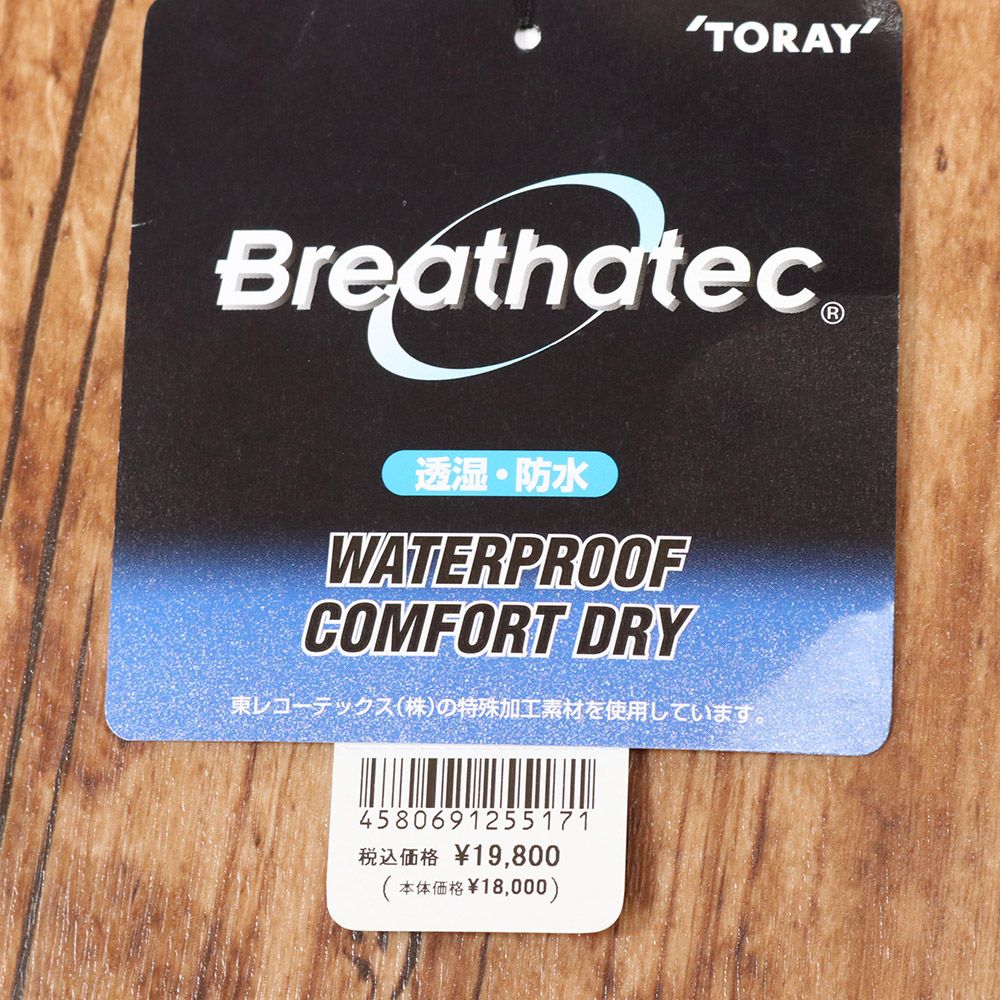 'TORAY'
Breathatec®
透湿・防水
WATERPROOF
COMFORT DRY
東レコーテックス(株)の特殊加工素材を使用しています。
4580691255171
税込価格 ¥19,800
(本体価格¥18,000)